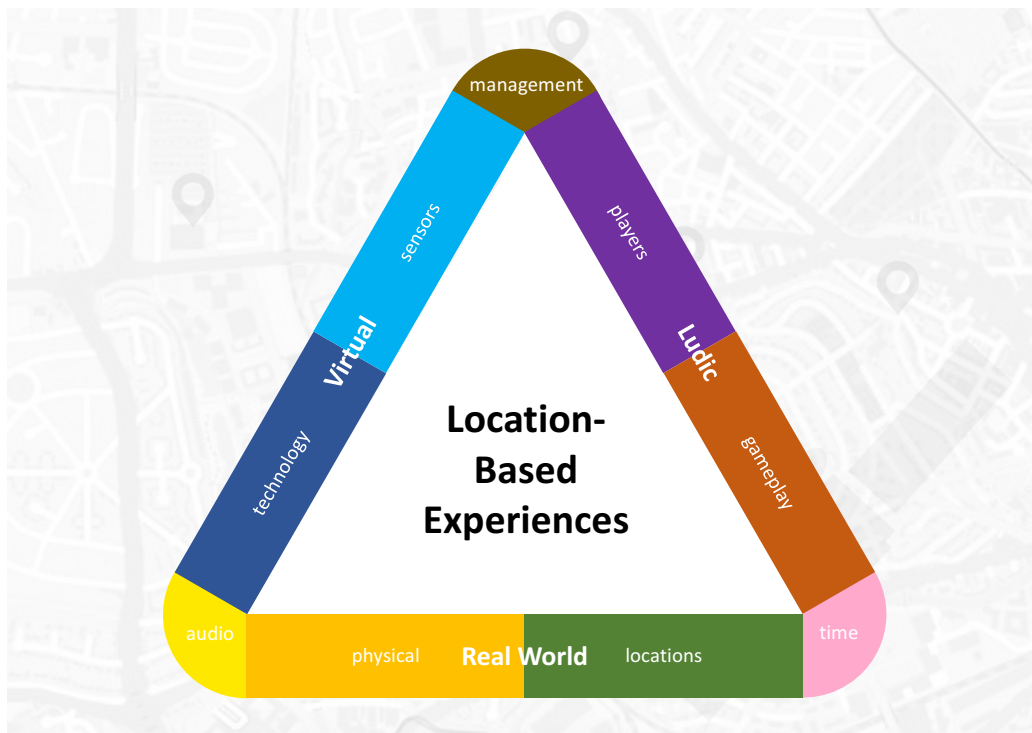 management
sensors
players
Virtual
Ludic
Location-
Based
Experiences
technology
gameplay
audio
time
physical
Real World
locations